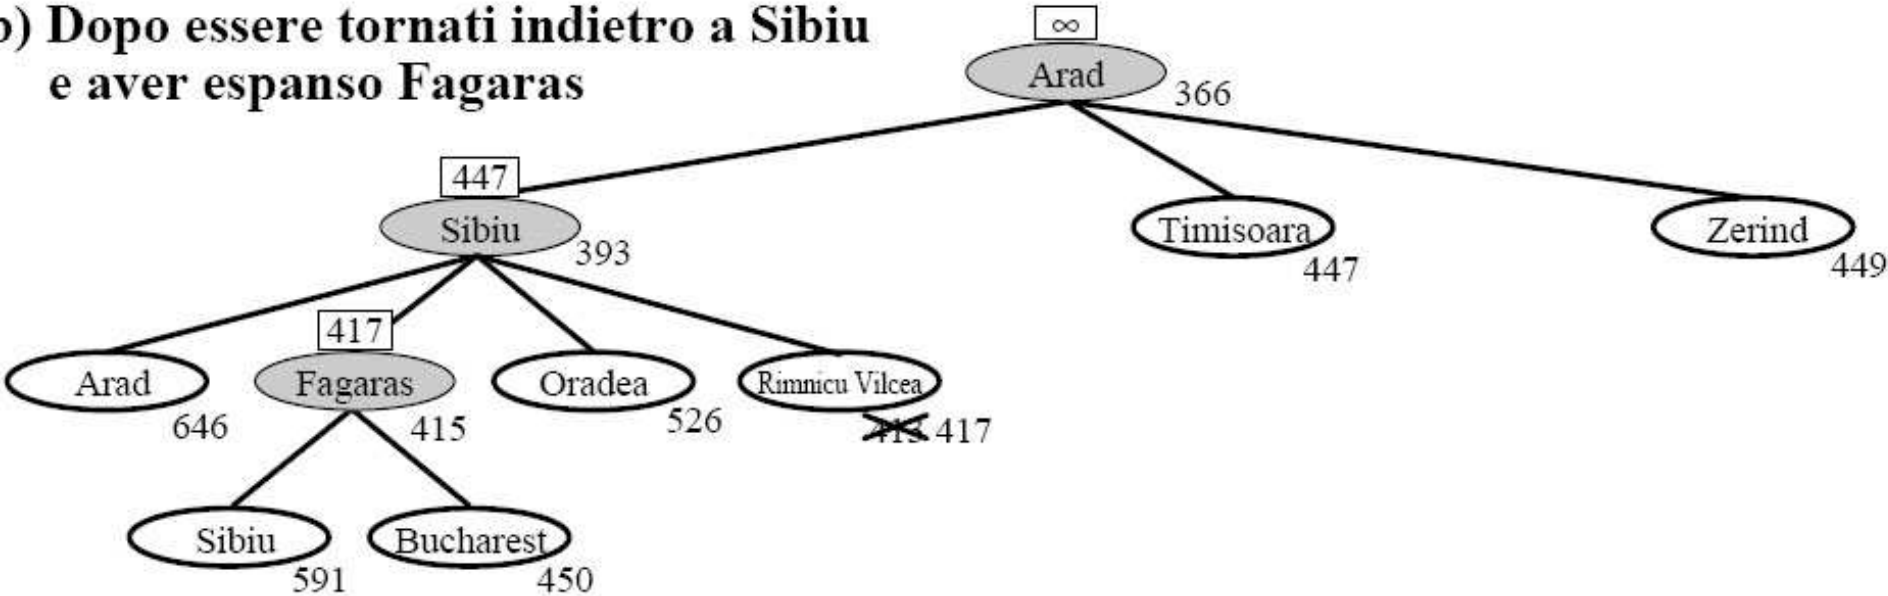 b) Dopo essere tornati indietro a Sibiu
e aver espanso Fagaras
∞
Arad
366
447
Sibiu
393
Timisoara
447
Zerind
449
417
Arad
646
Fagaras
415
Oradea
526
Rimnicu Vilcea
413 417
Sibiu
591
Bucharest
450